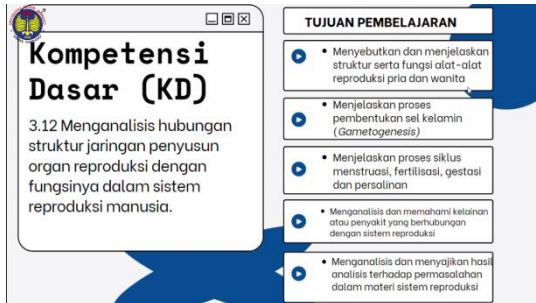 Kompetensi
Dasar (KD)
3.12 Menganalisis hubungan
struktur jaringan penyusun
organ reproduksi dengan
fungsinya dalam sistem
reproduksi manusia.
TUJUAN PEMBELAJARAN
• Menyebutkan dan menjelaskan
struktur serta fungsi alat-alat
reproduksi pria dan wanita
• Menjelaskan proses
pembentukan sel kelamin
(Gametogenesis)
• Menjelaskan proses siklus
menstruasi, fertilisasi, gestasi
dan persalinan
• Menganalisis dan memahami kelainan
atau penyakit yang berhubungan
dengan sistem reproduksi
• Menganalisis dan menyajikan hasil
analisis terhadap permasalahan
dalam materi sistem reproduksi